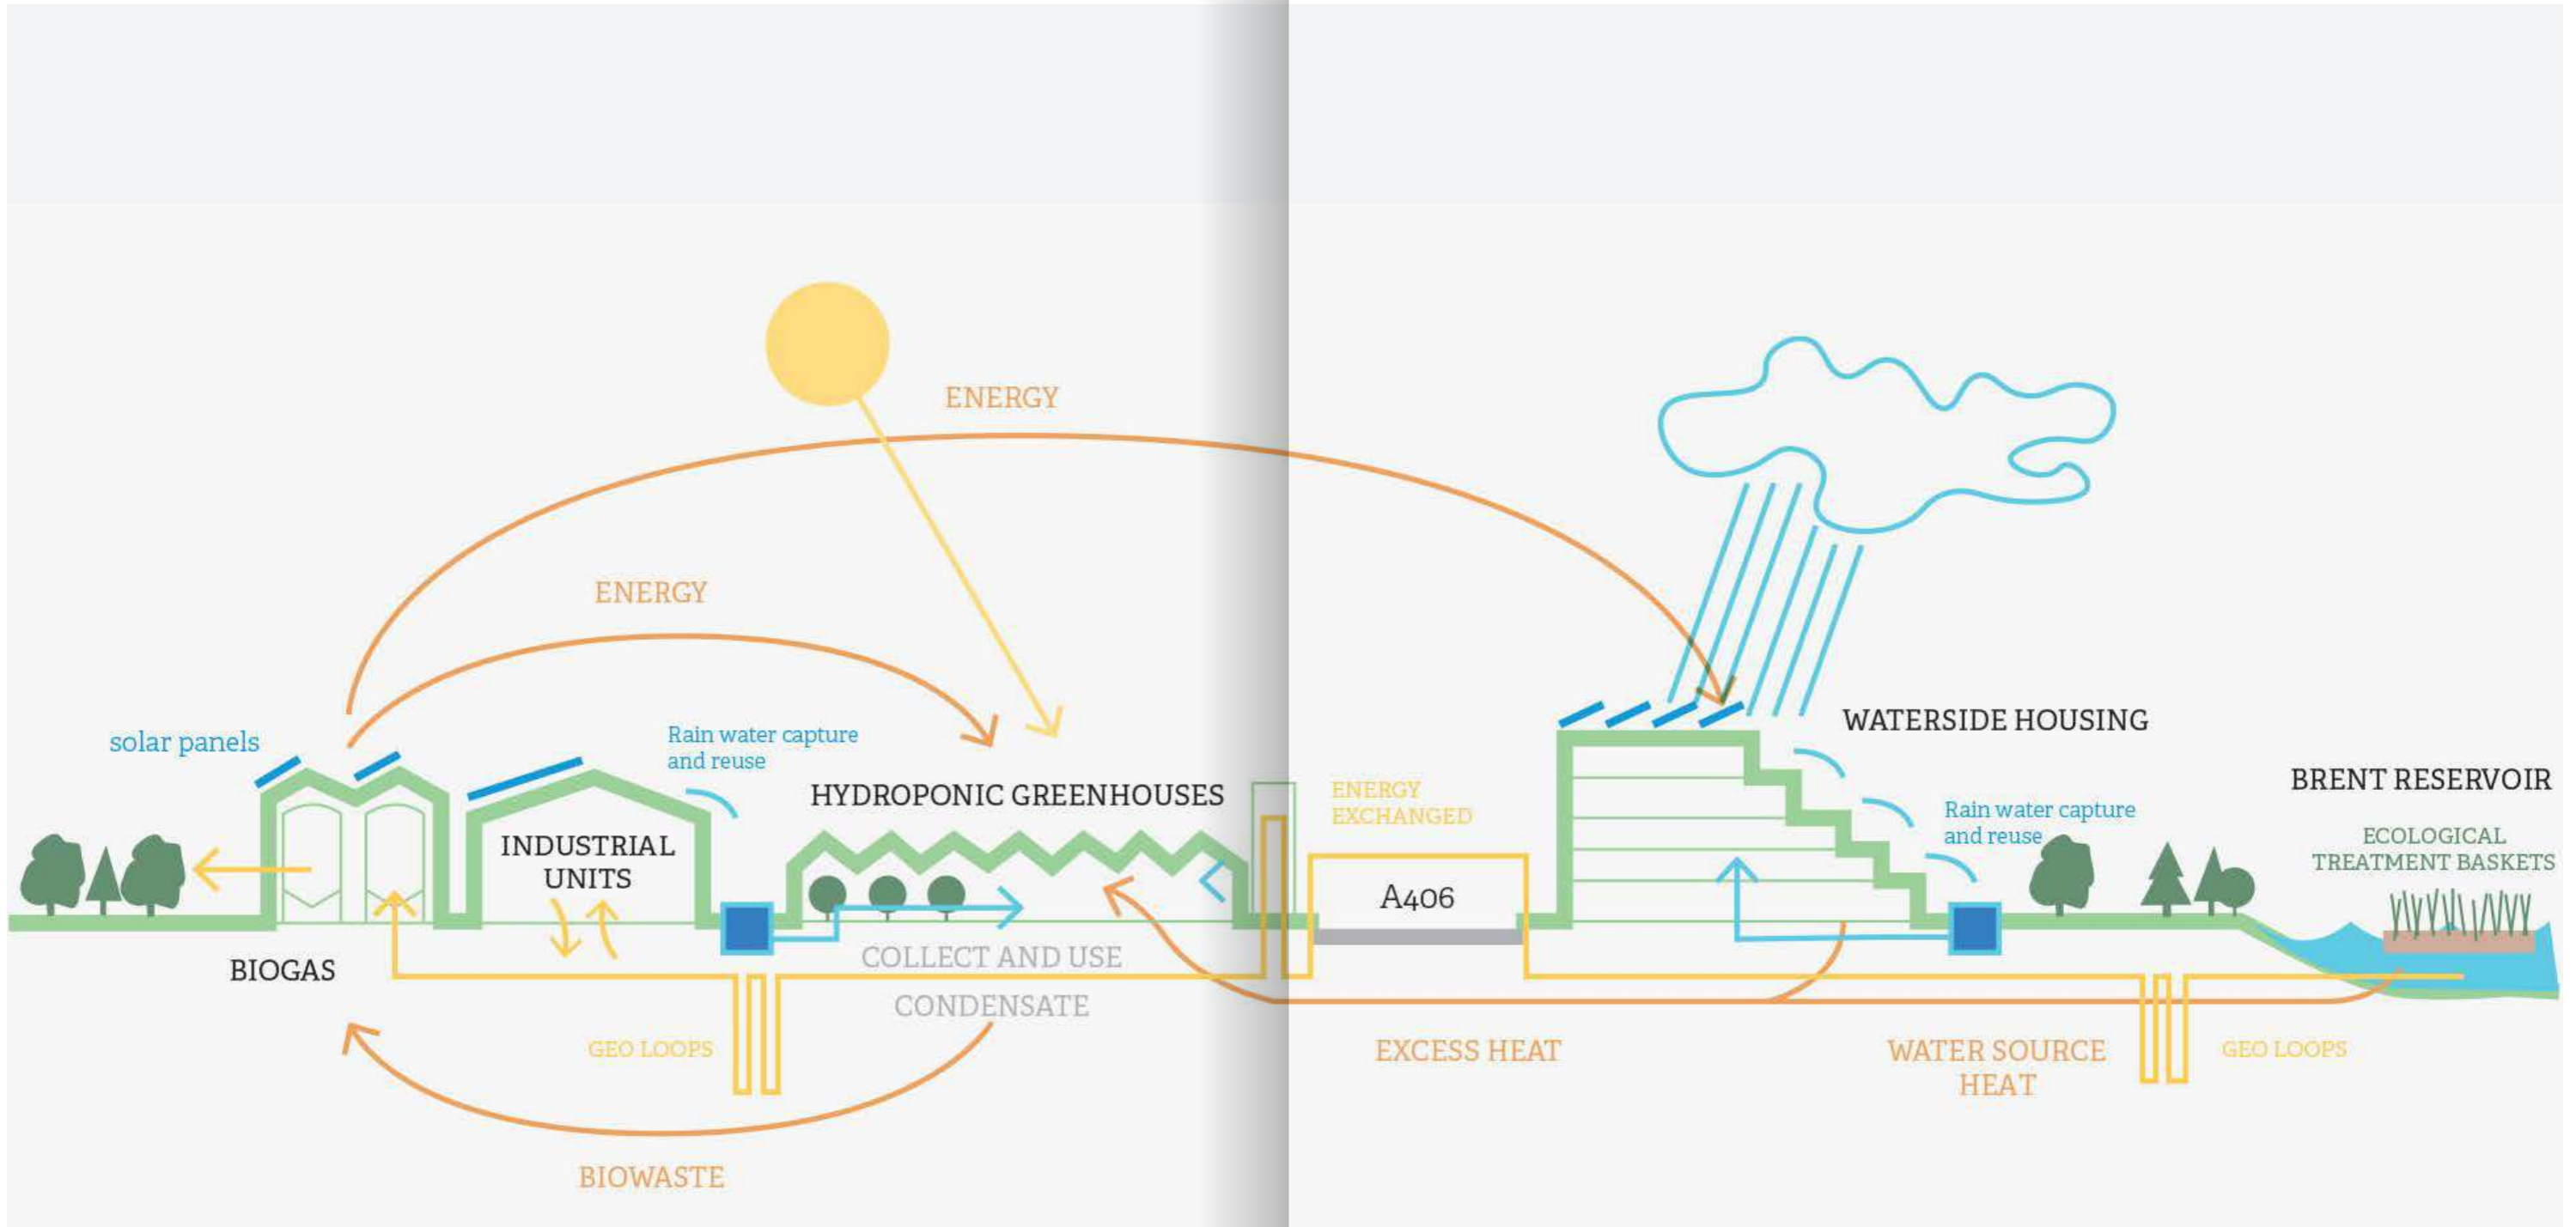 ENERGY
ENERGY
solar panels
Rain water capture
and reuse
HYDROPONIC GREENHOUSES
INDUSTRIAL
UNITS
BIOGAS
COLLECT AND USE
CONDENSATE
GEO LOOPS
BIOWASTE
ENERGY
EXCHANGED
A406
WATERSIDE HOUSING
Rain water capture
and reuse
BRENT RESERVOIR
ECOLOGICAL
TREATMENT BASKETS
EXCESS HEAT
WATER SOURCE
HEAT
GEO LOOPS